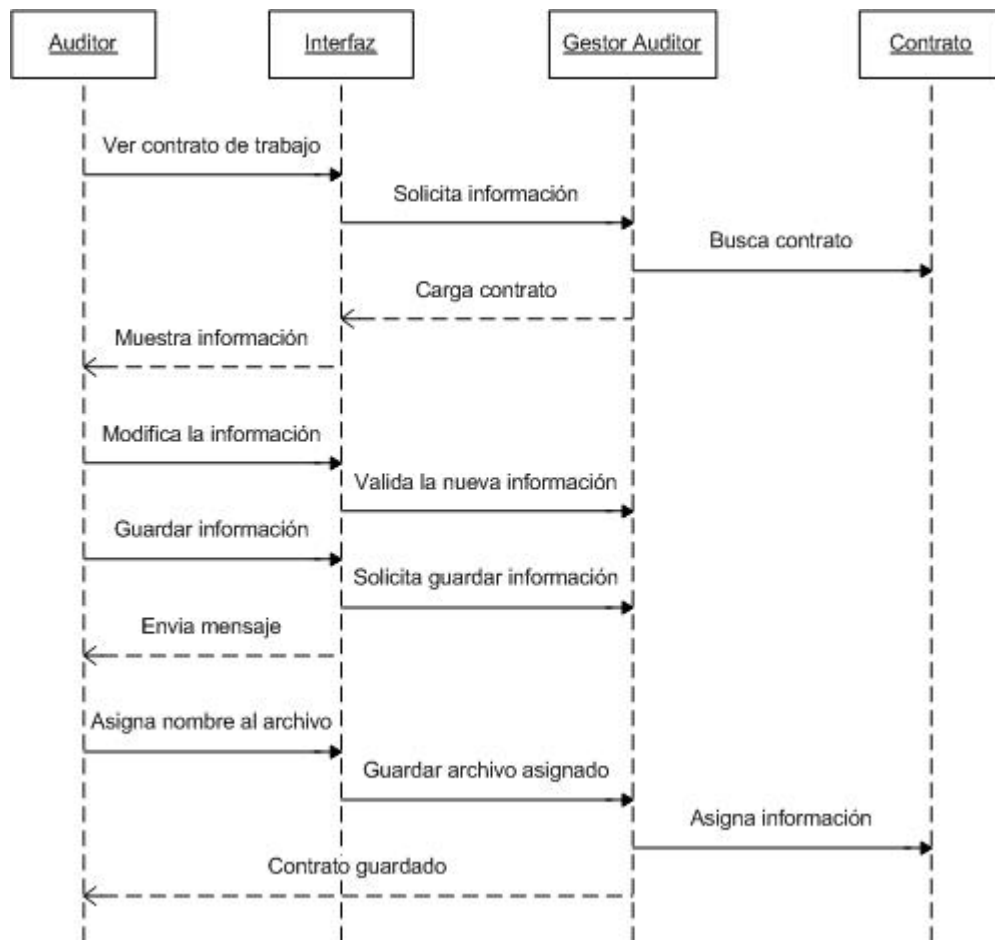 Auditor
Interfaz
Gestor Auditor
Contrato
Ver contrato de trabajo
Solicita información
Busca contrato
Carga contrato
Muestra información
Modifica la información
Valida la nueva información
Guardar información
Solicita guardar información
Envia mensaje
Asigna nombre al archivo
Guardar archivo asignado
Asigna información
Contrato guardado